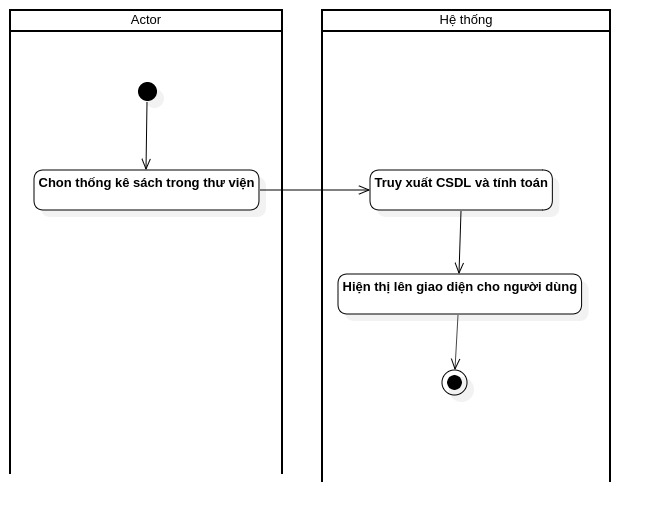 Actor
Hệ thống
Chon thống kê sách trong thư viện
Truy xuất CSDL và tính toán
Hiện thị lên giao diện cho người dùng